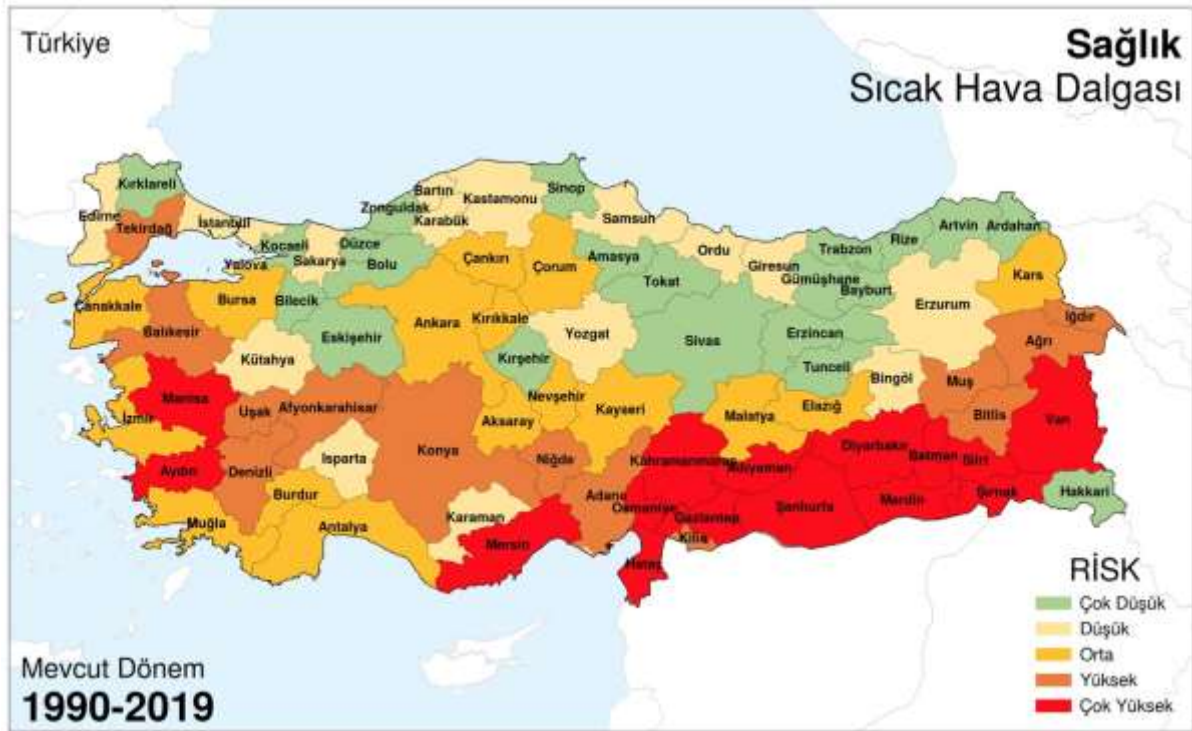 Türkiye
Sağlık
Sıcak Hava Dalgası
Kırklareli
Edirne
Tekirdağ
İstanbul
Kocaeli
Yalova
Sakarya
Düzce
Bolu
Zonguldak
Bartın
Karabük
Kastamonu
Sinop
Samsun
Ordu
Giresun
Trabzon
Rize
Artvin
Ardahan
Gümüşhane
Bayburt
Çankırı
Çorum
Amasya
Tokat
Erzurum
Kars
Iğdır
Ağrı
Çanakkale
Bursa
Bilecik
Balıkesir
Eskişehir
Ankara
Kırıkkale
Yozgat
Sivas
Erzincan
Tunceli
Kütahya
Kırşehir
Bingöl
Muş
Bitlis
Van
Manisa
Uşak
Afyonkarahisar
İzmir
Nevşehir
Aksaray
Kayseri
Malatya
Elazığ
Aydın
Denizli
Isparta
Konya
Niğde
Kahramanmaraş
Adıyaman
Diyarbakır
Batman
Siirt
Şırnak
Hakkari
Burdur
Muğla
Antalya
Karaman
Mersin
Adana
Osmaniye
Gaziantep
Kilis
Hatay
Şanlıurfa
Mardin
RİSK
Çok Düşük
Düşük
Orta
Yüksek
Çok Yüksek
Mevcut Dönem
1990-2019